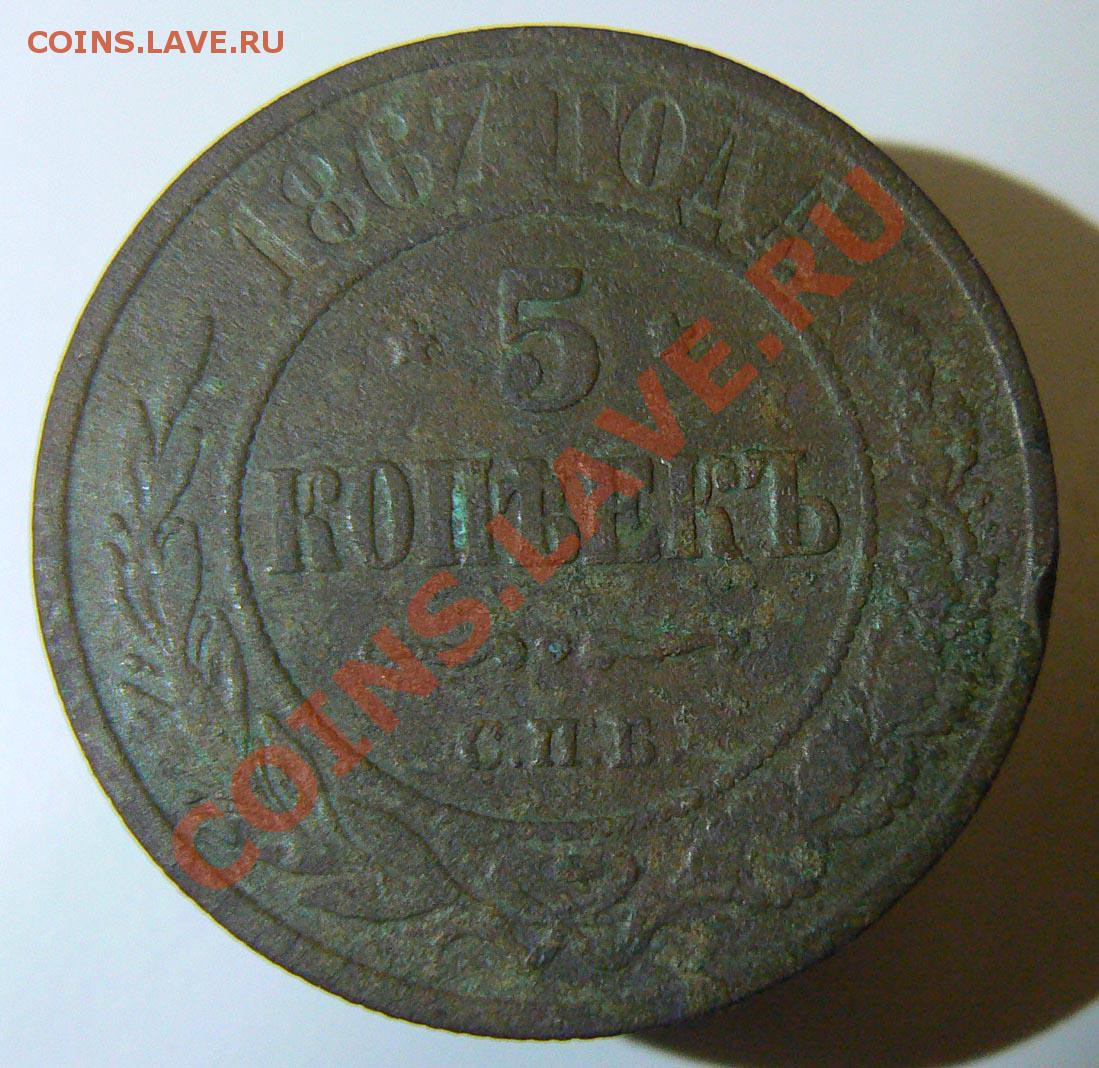 COINS.LAVE.RU
1867 ГОДА
5
КОПѢЕКЪ
С.П.Б.
COINS.LAVE.RU